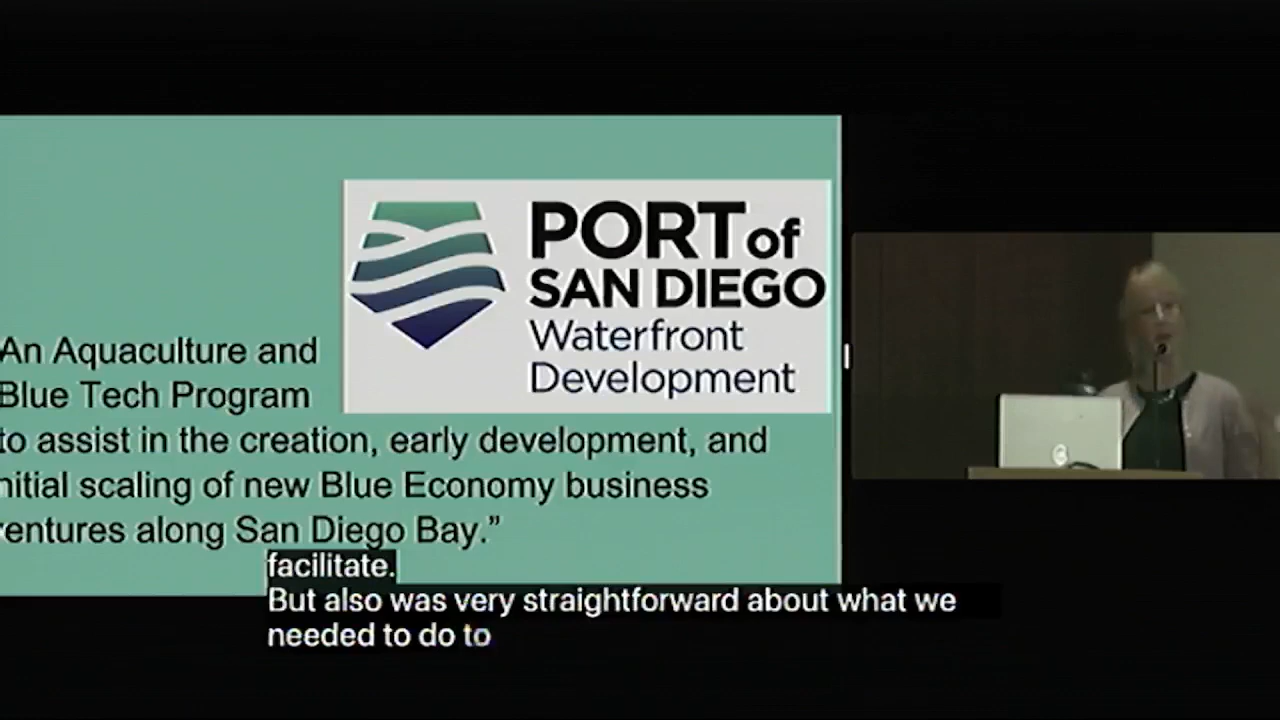 PORT of
SAN DIEGO
Waterfront
Development
An Aquaculture and
Blue Tech Program
to assist in the creation, early development, and
nitial scaling of new Blue Economy business
entures along San Diego Bay.”
facilitate.
But also was very straightforward about what we
needed to do to